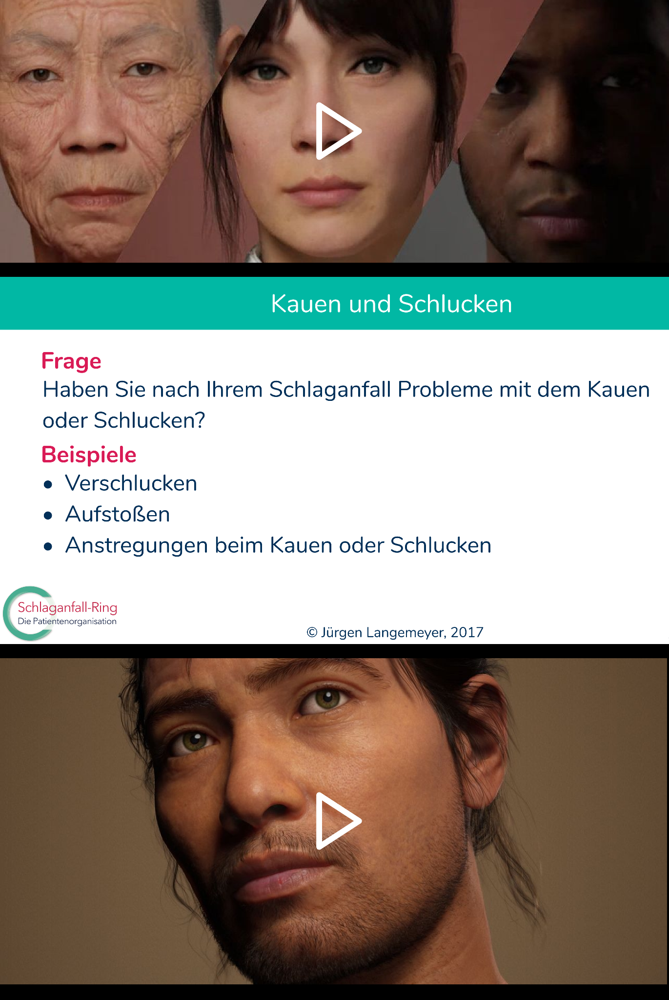 Kauen und Schlucken
Frage
Haben Sie nach Ihrem Schlaganfall Probleme mit dem Kauen
oder Schlucken?
Beispiele
• Verschlucken
• Aufstoßen
• Anstregungen beim Kauen oder Schlucken
Schlaganfall-Ring
Die Patientenorganisation
© Jürgen Langemeyer, 2017